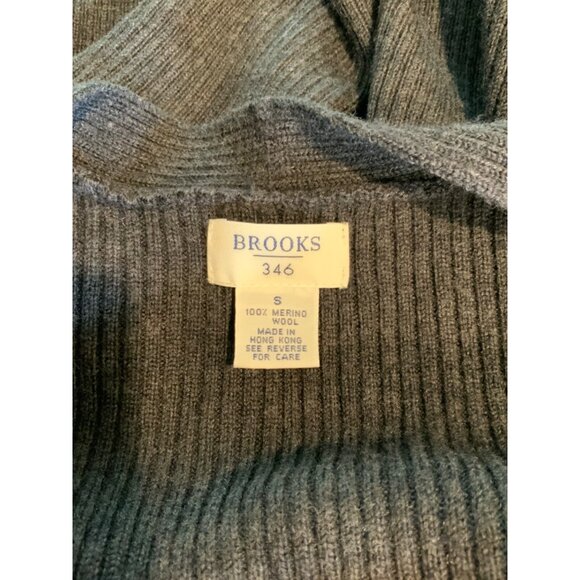 BROOKS
346
S
100% MERINO
WOOL
MADE IN
HONG KONG
SEE REVERSE
FOR CARE